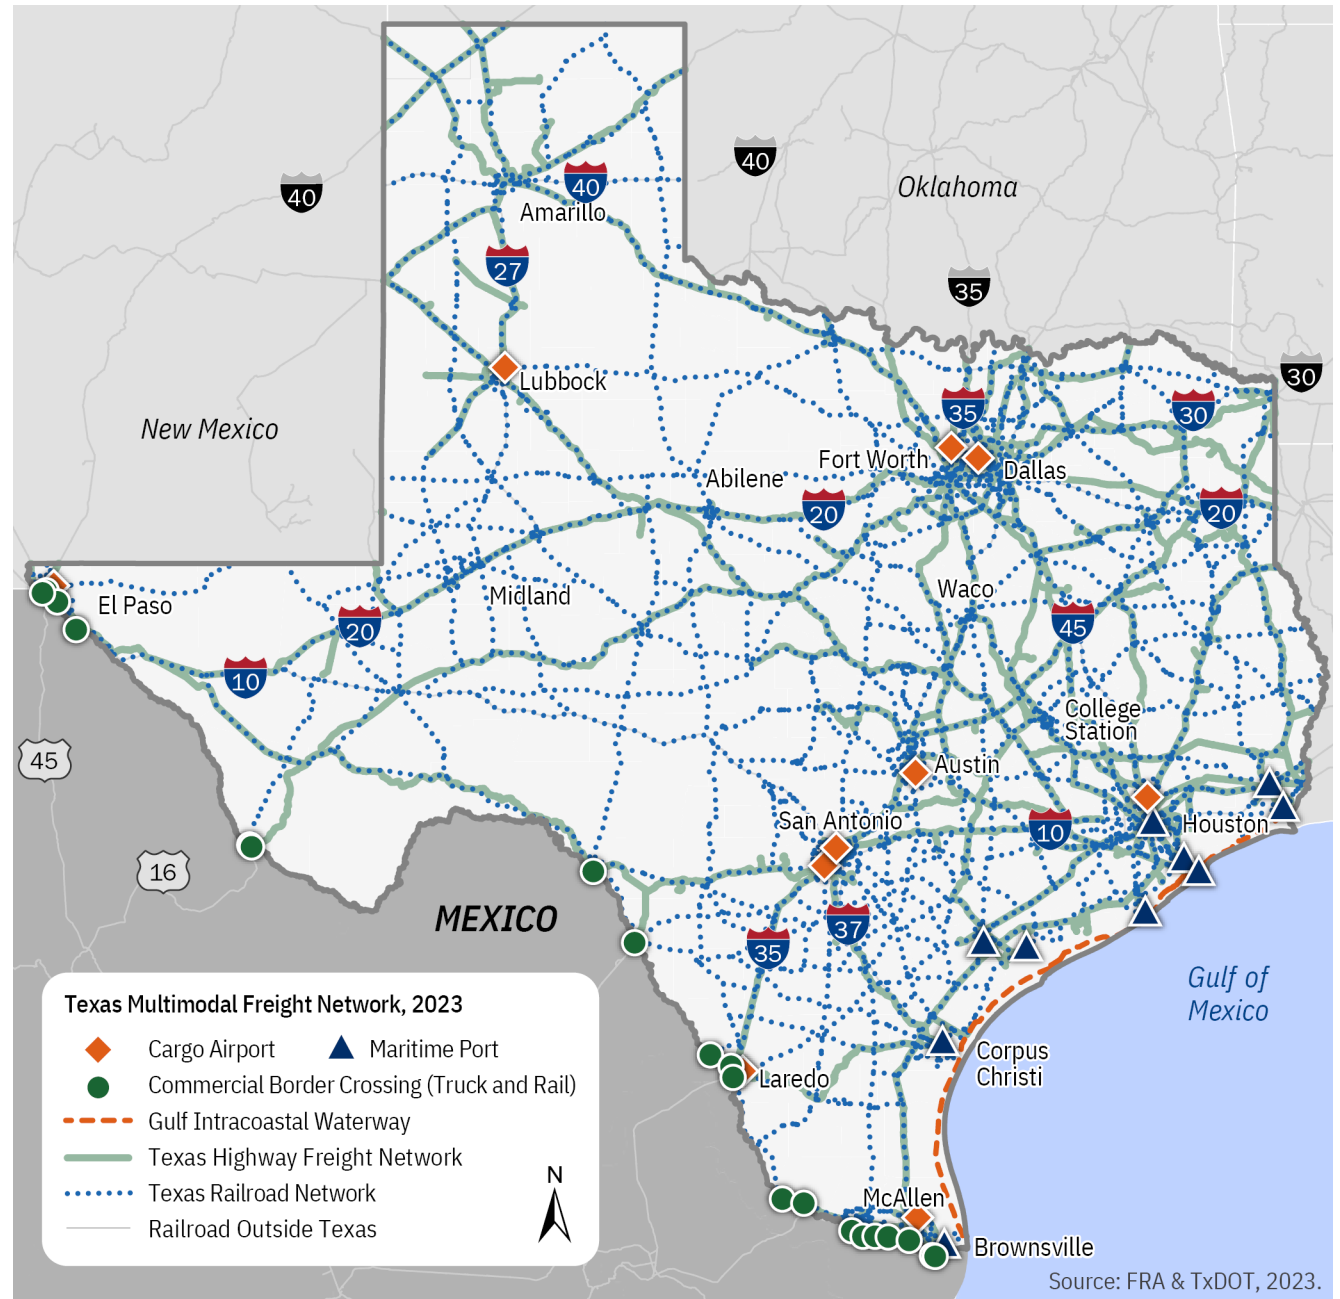 40
Oklahoma
40
40
Amarillo
27
35
30
Lubbock
35
30
New Mexico
Fort Worth
Dallas
Abilene
20
20
Waco
Midland
El Paso
20
45
10
College
Station
45
Austin
San Antonio
10
Houston
16
MEXICO
37
35
Gulf of
Mexico
Corpus
Christi
Laredo
McAllen
Brownsville
Texas Multimodal Freight Network, 2023
Cargo Airport
Maritime Port
Commercial Border Crossing (Truck and Rail)
Gulf Intracoastal Waterway
Texas Highway Freight Network
Texas Railroad Network
Railroad Outside Texas
N
Source: FRA & TxDOT, 2023.